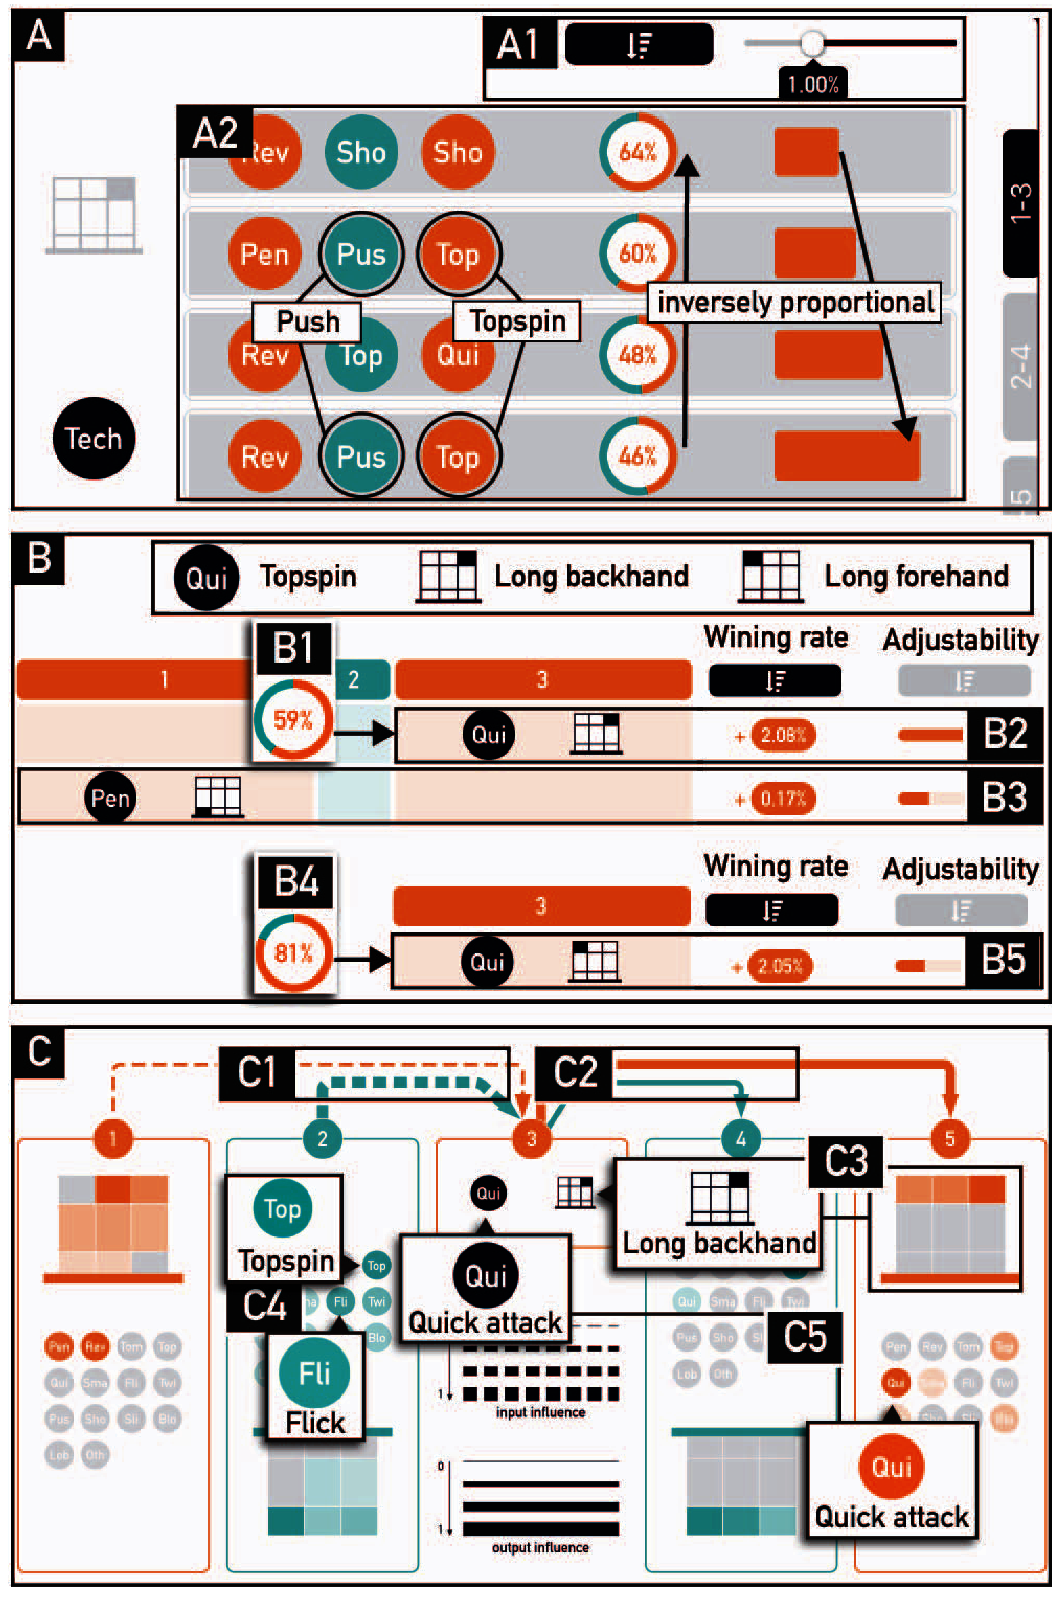 A
A1
1.00%
A2
Rev Sho Sho 64%
Pen Pus Top 60%
Push Topspin inversely proportional
Rev Top Qui 48%
Rev Pus Top 46%
Tech
1-3
2-4
5
B
Qui Topspin Long backhand Long forehand
B1
Wining rate Adjustability
1 2 3
59%
Qui + 2.08% B2
Pen + 0.17% B3
B4
Wining rate Adjustability
3
81%
Qui + 2.05% B5
C
C1 C2
1 2 3 4 5
C3
Top
Topspin
Qui
Long backhand
Top
C4
Fli Twi
Blo
Fli
Flick
Qui
Quick attack
C5
Pen Rev Tom Top
Qui Sma Fli Twi
Pus Sho Sli Blo
Lob Oth
1
input influence
0
1
output influence
Qui Sma Fli Twi
Pus Sho
Lob Oth
Pen Rev Tom Top
Qui Fli Twi
Sho
Qui
Quick attack